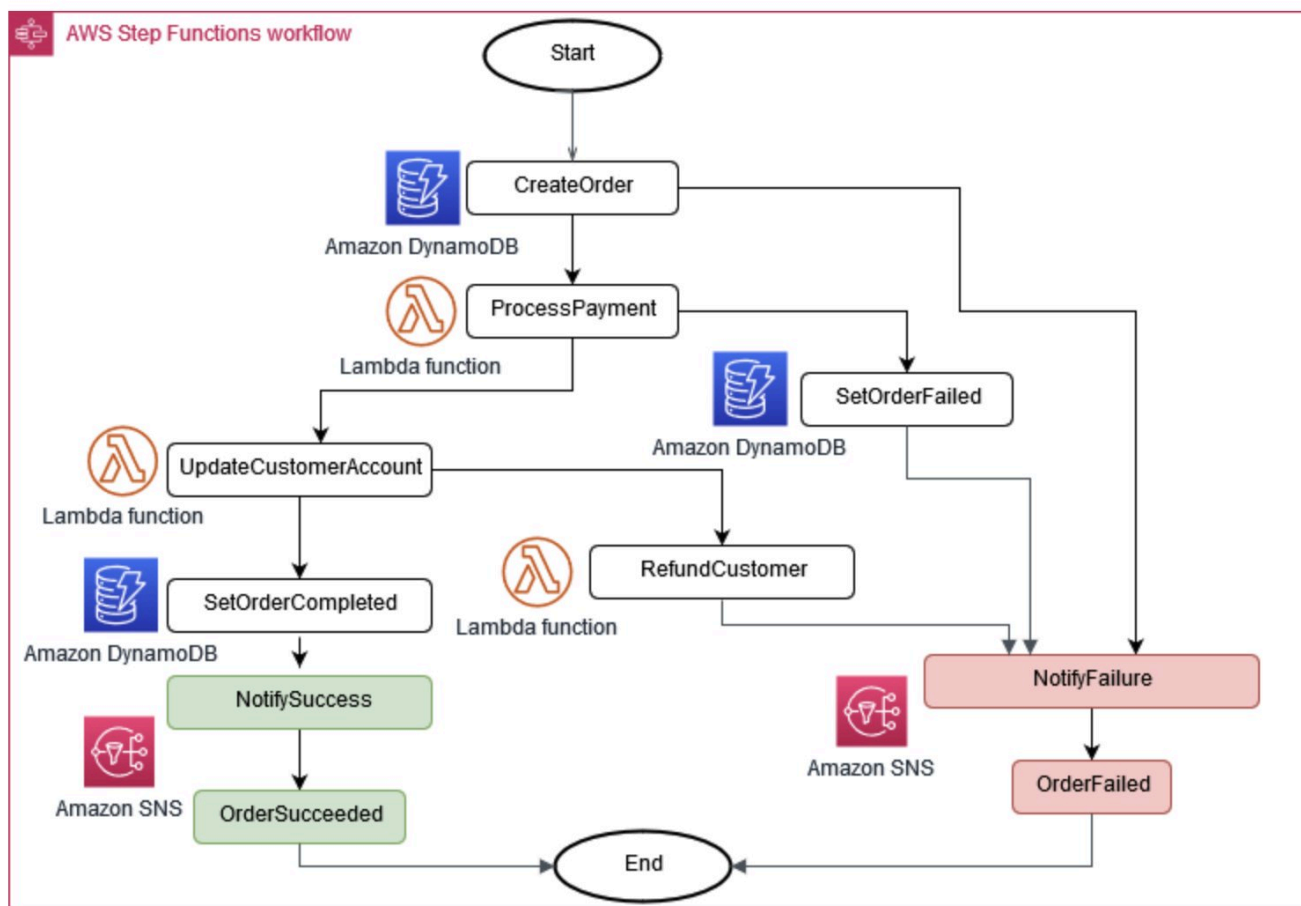 AWS Step Functions workflow
Start
CreateOrder
Amazon DynamoDB
ProcessPayment
Lambda function
SetOrderFailed
Amazon DynamoDB
UpdateCustomerAccount
Lambda function
RefundCustomer
Lambda function
SetOrderCompleted
Amazon DynamoDB
NotifySuccess
NotifyFailure
Amazon SNS
Amazon SNS
OrderSucceeded
OrderFailed
End